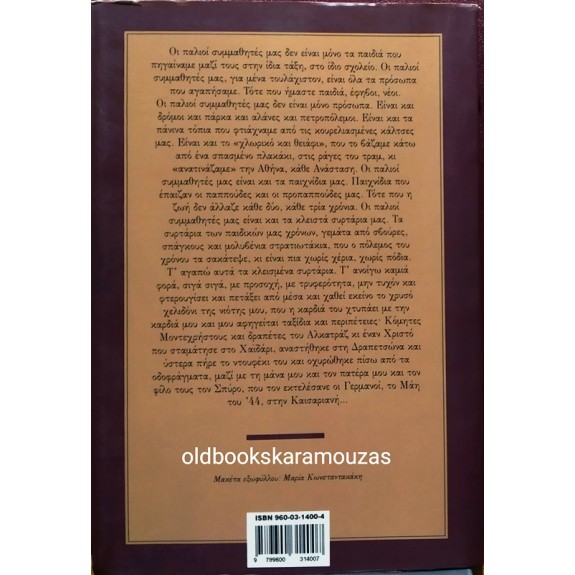 Οι παλιοί συμμαθητές μας δεν είναι μόνο τα παιδιά που
πηγαίναμε μαζί τους στην ίδια τάξη, στο ίδιο σχολείο. Οι παλιοί
συμμαθητές μας, για μένα τουλάχιστον, είναι όλα τα πρόσωπα
που αγαπήσαμε. Τότε που ήμαστε παιδιά, έφηβοι, νέοι.
Οι παλιοί συμμαθητές μας δεν είναι μόνο πρόσωπα. Είναι και
δρόμοι και πάρκα και αλάνες και πετροπόλεμοι. Είναι και τα
πάνινα τόπια που φτιάχναμε από τις κουρελιασμένες κάλτσες
μας. Είναι και το «χλωρικό και θειάφι», που το βάζαμε κάτω
από ένα σπασμένο πλακάκι, στις ράγες του τραμ, κι
«ανατινάζαμε» την Αθήνα, κάθε Ανάσταση. Οι παλιοί
συμμαθητές μας είναι και τα παιχνίδια μας. Παιχνίδια που
έπαιζαν οι παππούδες και οι προπαππούδες μας. Τότε που η
ζωή δεν άλλαζε κάθε δύο, κάθε τρία χρόνια. Οι παλιοί
συμμαθητές μας είναι και τα κλειστά συρτάρια μας. Τα
συρτάρια των παιδικών μας χρόνων, γεμάτα από σβούρες,
σπάγκους και μολυβένια στρατιωτάκια, που ο πόλεμος του
χρόνου τα σακάτεψε, κι είναι πια χωρίς χέρια, χωρίς πόδια.
Τ' αγαπώ αυτά τα κλεισμένα συρτάρια. Τ' ανοίγω καμιά
φορά, σιγά σιγά, με προσοχή, με τρυφερότητα, μην τυχόν και
φτερουγίσει και πετάξει από μέσα και χαθεί εκείνο το χρυσό
χελιδόνι της νιότης μου, που η καρδιά του χτυπάει με την
καρδιά μου και μου αφηγείται ταξίδια και περιπέτειες· Κόμητες
Μοντεχρήστους και δραπέτες του Αλκατράζ κι έναν Χριστό
που σταμάτησε στο Χαϊδάρι, αναστήθηκε στη Δραπετσώνα και
ύστερα πήρε το ντουφέκι του και οχυρώθηκε πίσω από τα
οδοφράγματα, μαζί με τη μάνα μου και τον πατέρα μου και τον
φίλο τους τον Σπύρο, που τον εκτελέσανε οι Γερμανοί, το Μάη
του '44, στην Καισαριανή...
oldbookskaramouzas
Μακέτα εξωφύλλου: Μαρία Κωνσταντακάκη
ISBN 960-03-1400-4
9 799600 314007